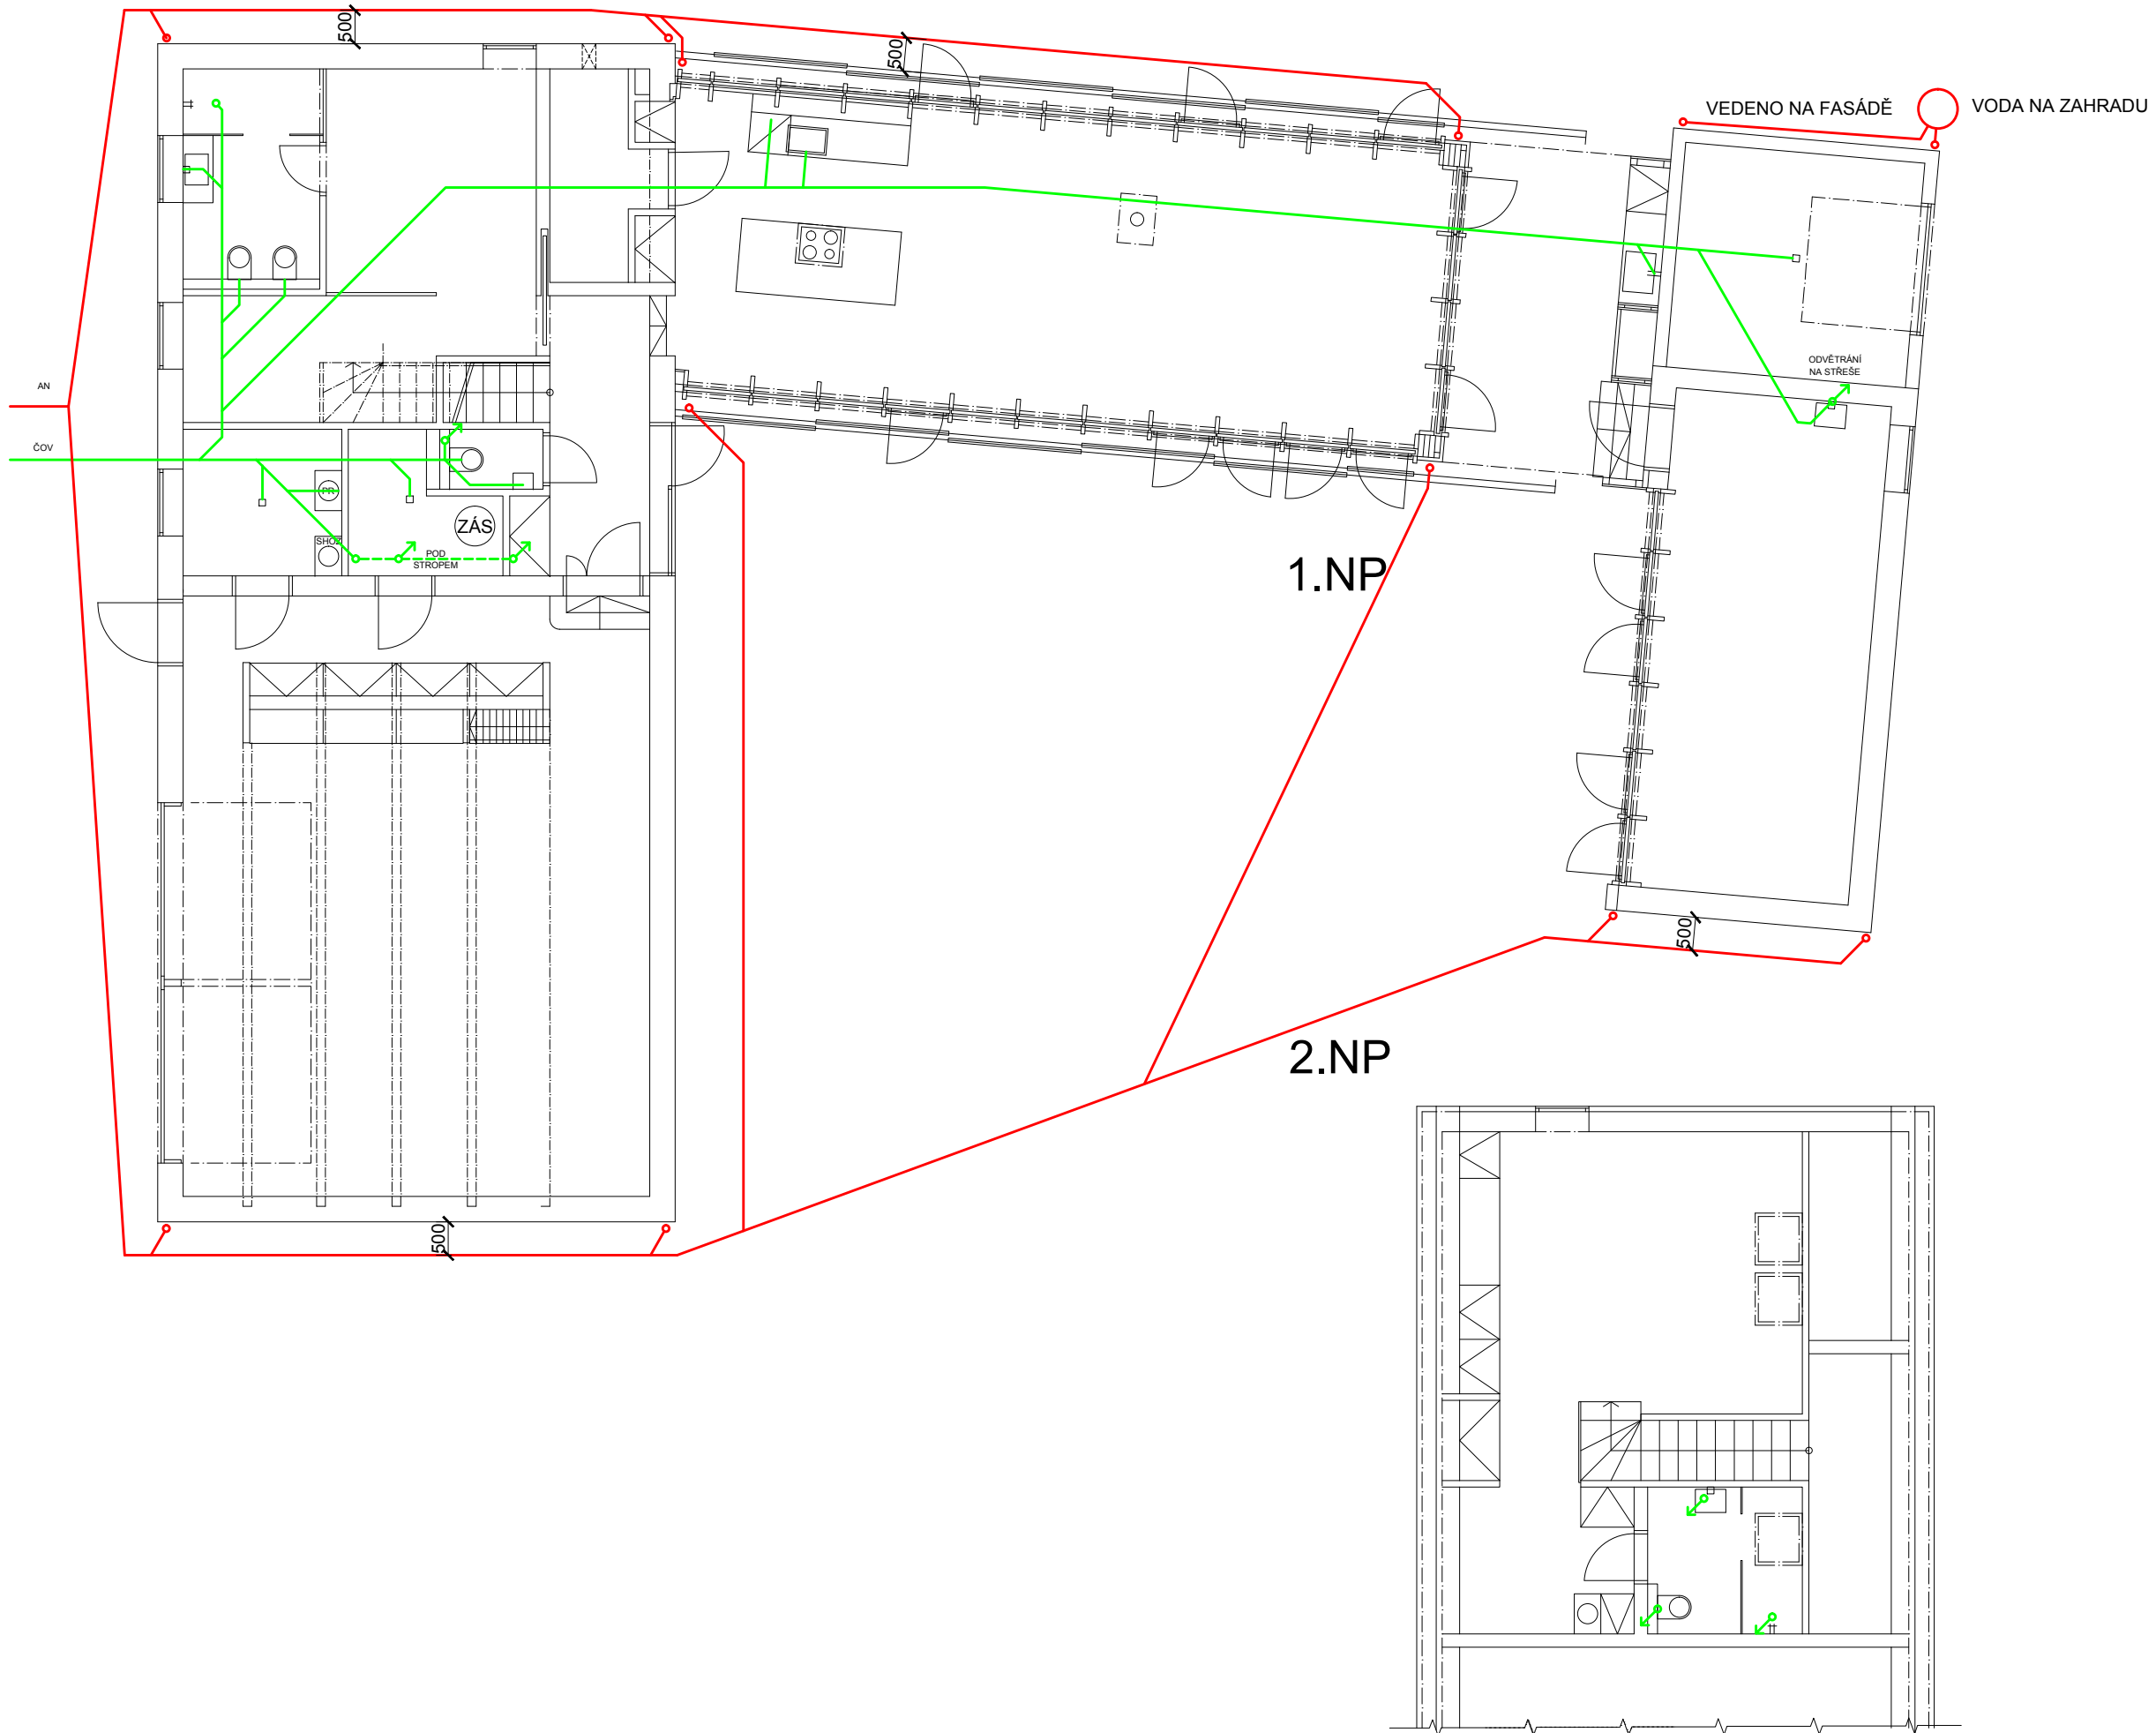 500
500
VEDENO NA FASÁDĚ
VODA NA ZAHRADU
ODVĚTRÁNÍ
NA STŘEŠE
AN
ČOV
PR
ZÁS
SHOZ
POD
STROPEM
1.NP
500
2.NP
500